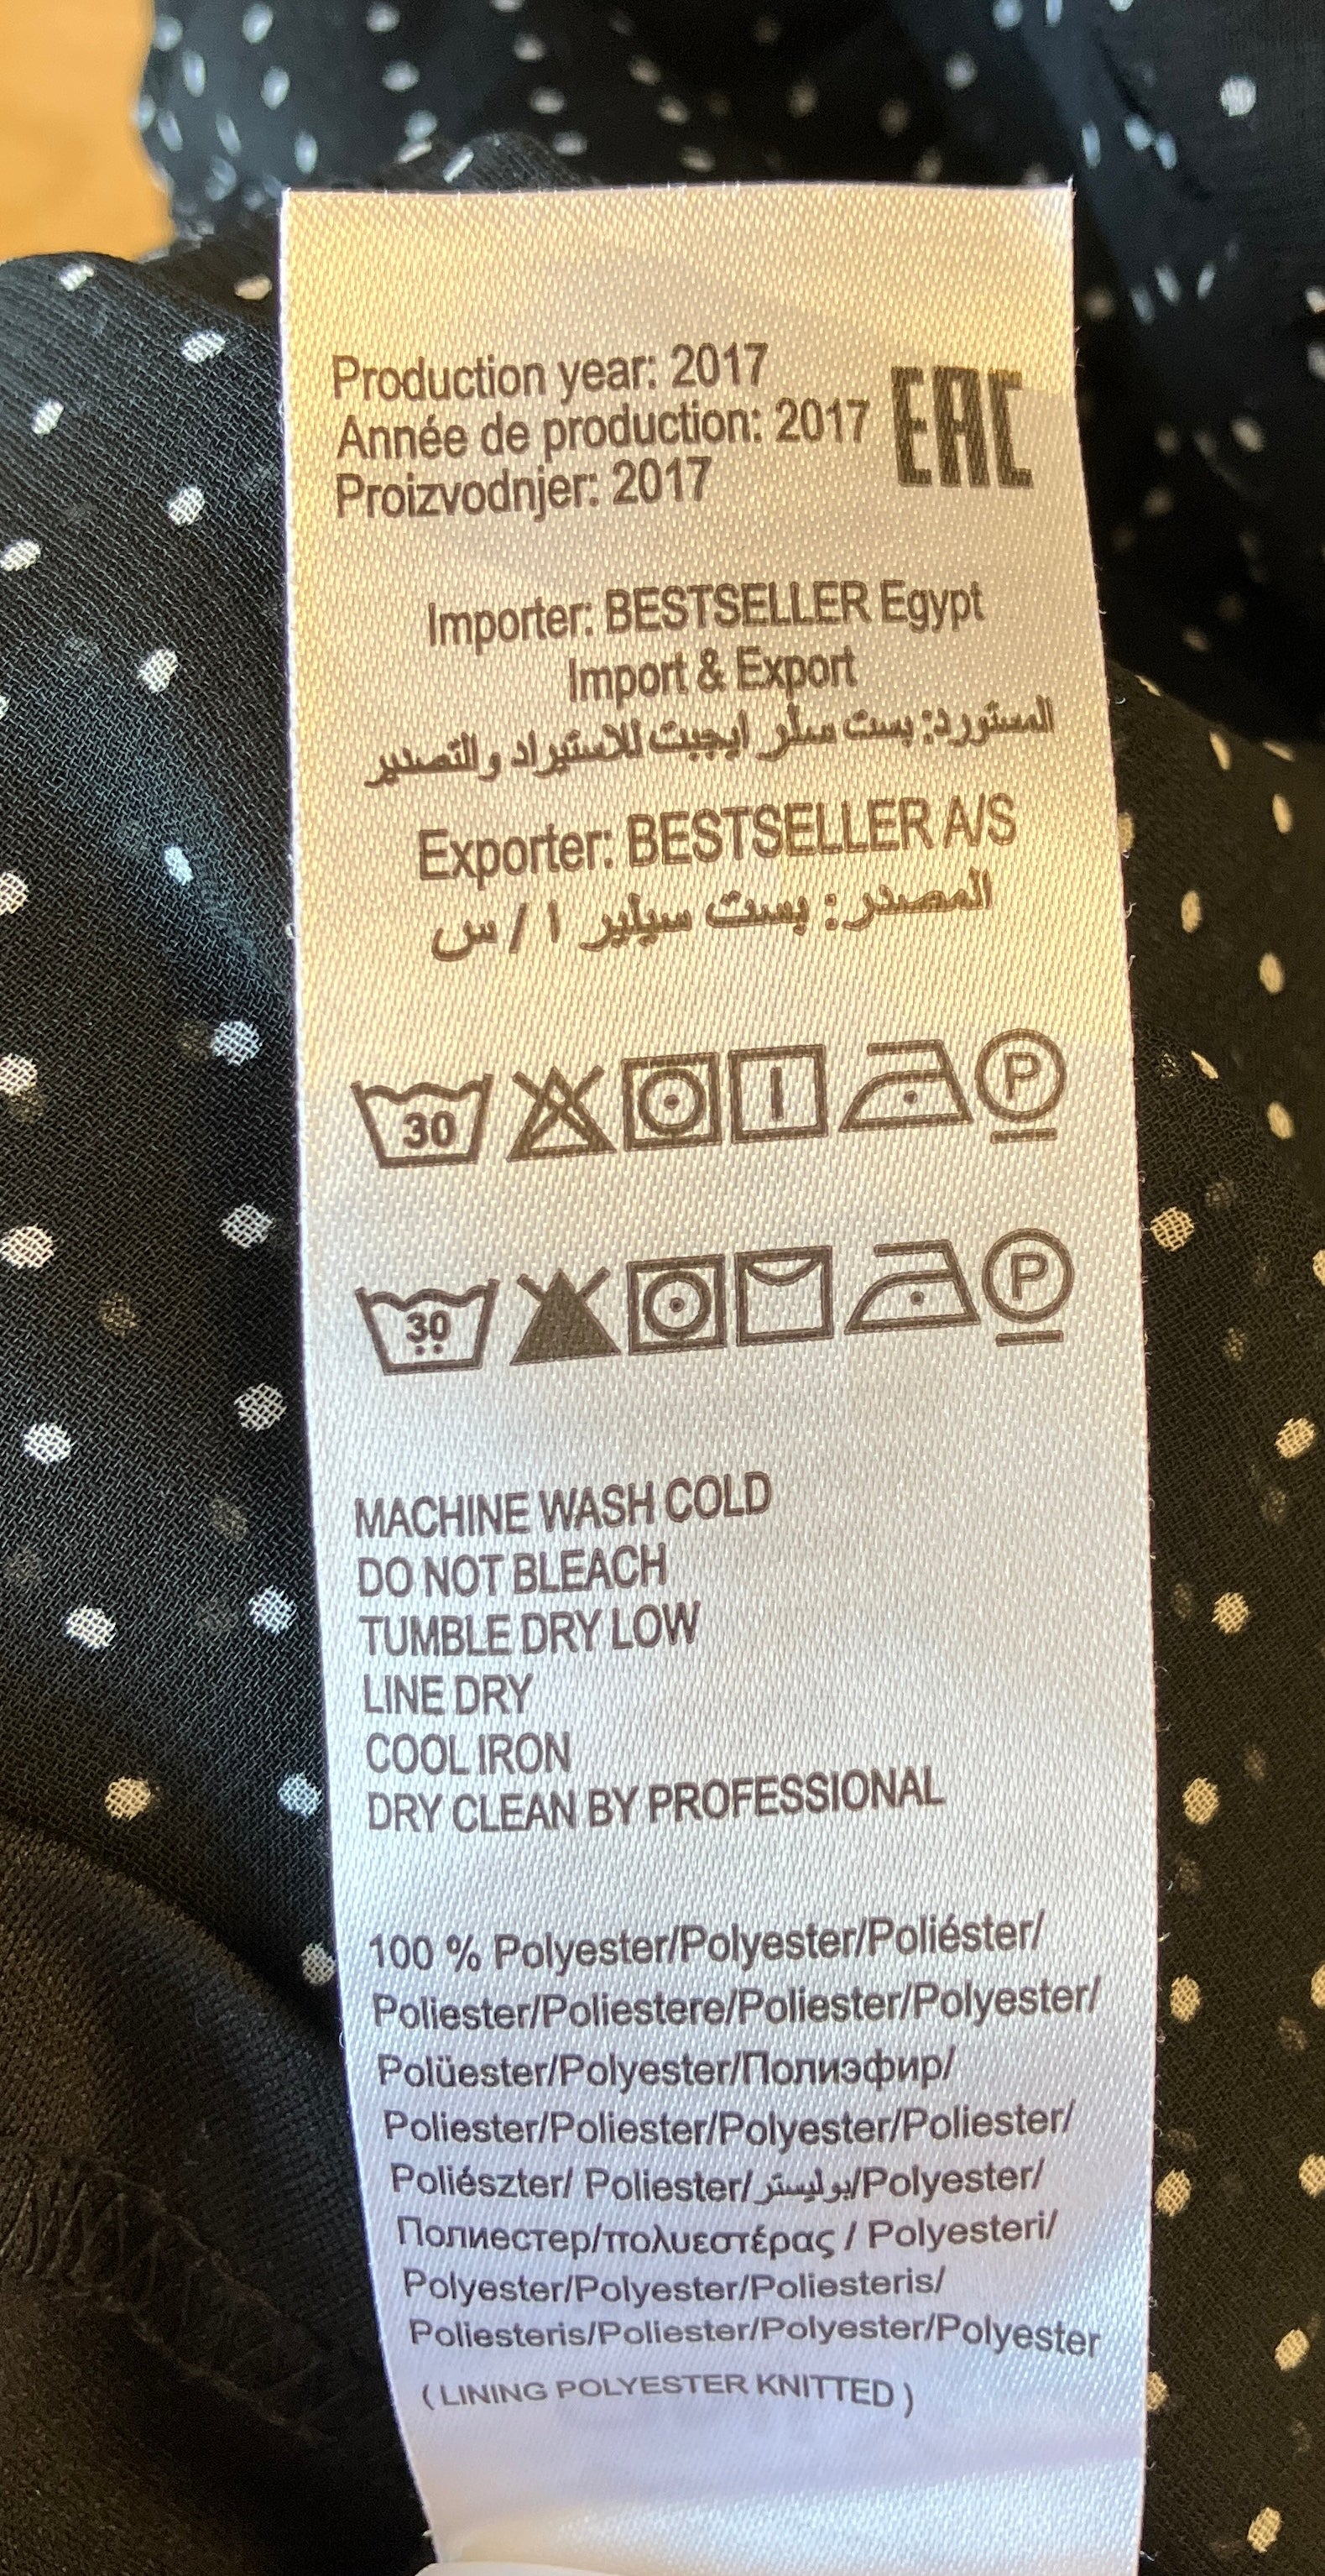 Production year: 2017
Année de production: 2017
Proizvodnjer: 2017
EAC
Importer: BESTSELLER Egypt
Import & Export
المستورد: بست سلر ايجبت للاستيراد والتصدير
Exporter: BESTSELLER A/S
المصدر: بست سيلير ا / س
30 P
30 P
MACHINE WASH COLD
DO NOT BLEACH
TUMBLE DRY LOW
LINE DRY
COOL IRON
DRY CLEAN BY PROFESSIONAL
100 % Polyester/Polyester/Poliéster/
Poliester/Poliestere/Poliester/Polyester/
Polüester/Polyester/Полиэфир/
Poliester/Poliester/Polyester/Poliester/
Poliészter/ Poliester/بوليستر/Polyester/
Полиестер/πολυεστέρας / Polyesteri/
Polyester/Polyester/Poliesteris/
Poliesteris/Poliester/Polyester/Polyester
( LINING POLYESTER KNITTED )